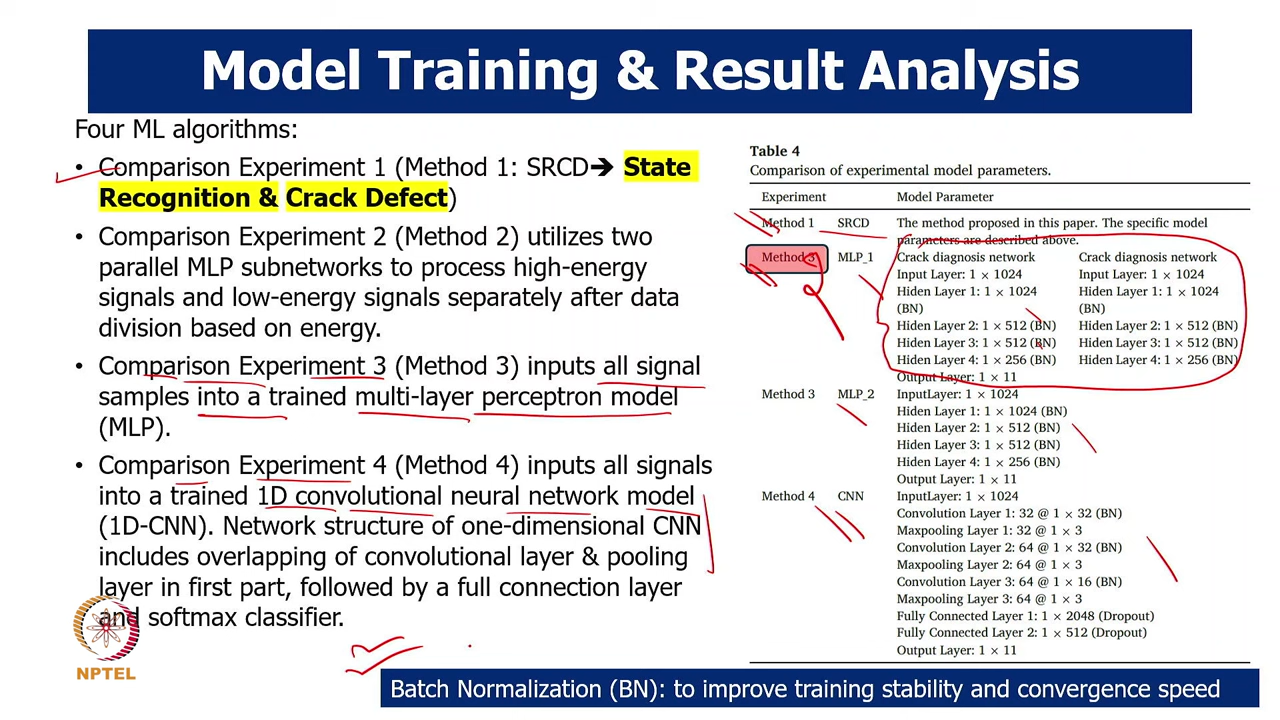 Model Training & Result Analysis
Four ML algorithms:
• Comparison Experiment 1 (Method 1: SRCD➔ State
Recognition & Crack Defect)
• Comparison Experiment 2 (Method 2) utilizes two
parallel MLP subnetworks to process high-energy
signals and low-energy signals separately after data
division based on energy.
• Comparison Experiment 3 (Method 3) inputs all signal
samples into a trained multi-layer perceptron model
(MLP).
• Comparison Experiment 4 (Method 4) inputs all signals
into a trained 1D convolutional neural network model
(1D-CNN). Network structure of one-dimensional CNN
includes overlapping of convolutional layer & pooling
layer in first part, followed by a full connection layer
and softmax classifier.
NPTEL
Table 4
Comparison of experimental model parameters.
Experiment Model Parameter
Method 1 SRCD The method proposed in this paper. The specific model
parameters are described above.
Method 3 MLP_1 Crack diagnosis network Crack diagnosis network
Input Layer: 1 × 1024 Input Layer: 1 × 1024
Hiden Layer 1: 1 × 1024 Hiden Layer 1: 1 × 1024
(BN) (BN)
Hiden Layer 2: 1 × 512 (BN) Hiden Layer 2: 1 × 512 (BN)
Hiden Layer 3: 1 × 512 (BN) Hiden Layer 3: 1 × 512 (BN)
Hiden Layer 4: 1 × 256 (BN) Hiden Layer 4: 1 × 256 (BN)
Output Layer: 1 × 11
Method 3 MLP_2 InputLayer: 1 × 1024
Hiden Layer 1: 1 × 1024 (BN)
Hiden Layer 2: 1 × 512 (BN)
Hiden Layer 3: 1 × 512 (BN)
Hiden Layer 4: 1 × 256 (BN)
Output Layer: 1 × 11
Method 4 CNN InputLayer: 1 × 1024
Convolution Layer 1: 32 @ 1 × 32 (BN)
Maxpooling Layer 1: 32 @ 1 × 3
Convolution Layer 2: 64 @ 1 × 32 (BN)
Maxpooling Layer 2: 64 @ 1 × 3
Convolution Layer 3: 64 @ 1 × 16 (BN)
Maxpooling Layer 3: 64 @ 1 × 3
Fully Connected Layer 1: 1 × 2048 (Dropout)
Fully Connected Layer 2: 1 × 512 (Dropout)
Output Layer: 1 × 11
Batch Normalization (BN): to improve training stability and convergence speed